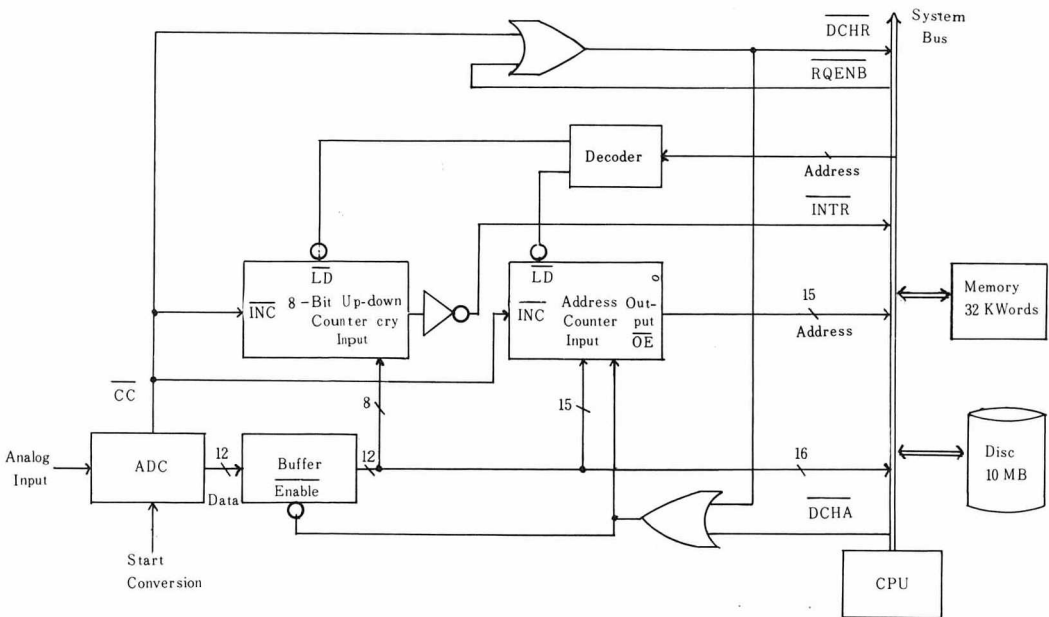 DCHR
System
Bus
RQENB
Decoder
Address
INTR
LD
LD
INC
8-Bit Up-down
Counter cry
Input
INC
Address
Counter
Input
O
Out-
put
OE
15
Address
Memory
32 KWords
CC
8
15
Analog
Input
ADC
12
Data
Buffer
Enable
12
16
Disc
10 MB
DCHA
Start
Conversion
CPU